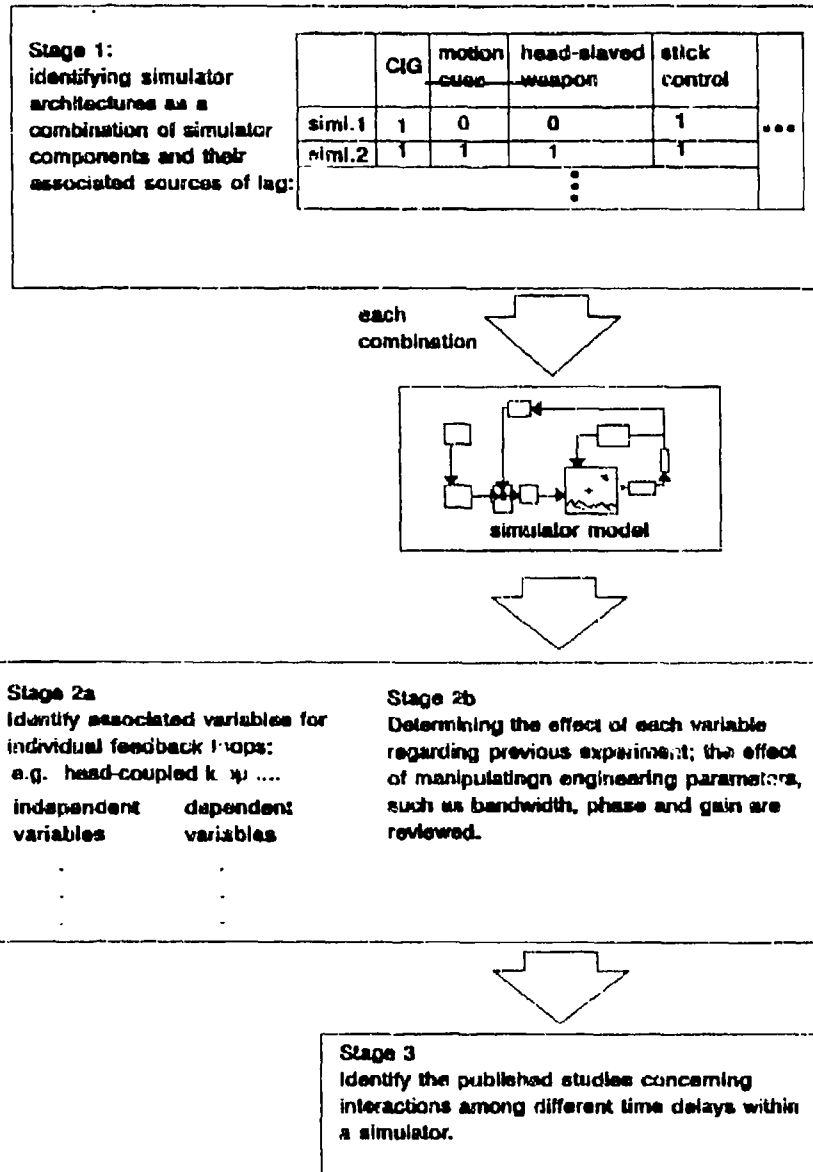 Stage 1:
identifying simulator
architectures as a
combination of simulator
components and their
associated sources of lag:
CIG motion cues head-slaved weapon stick control
siml.1 1 0 0 1 ...
siml.2 1 1 1 1
each
combination
simulator model
Stage 2a
Identify associated variables for
individual feedback loops:
e.g. head-coupled ....
independent dependent
variables variables
Stage 2b
Determining the effect of each variable
regarding previous experiment; the effect
of manipulatingn engineering parameters,
such as bandwidth, phase and gain are
reviewed.
Stage 3
Identify the published studies concerning
interactions among different time delays within
a simulator.